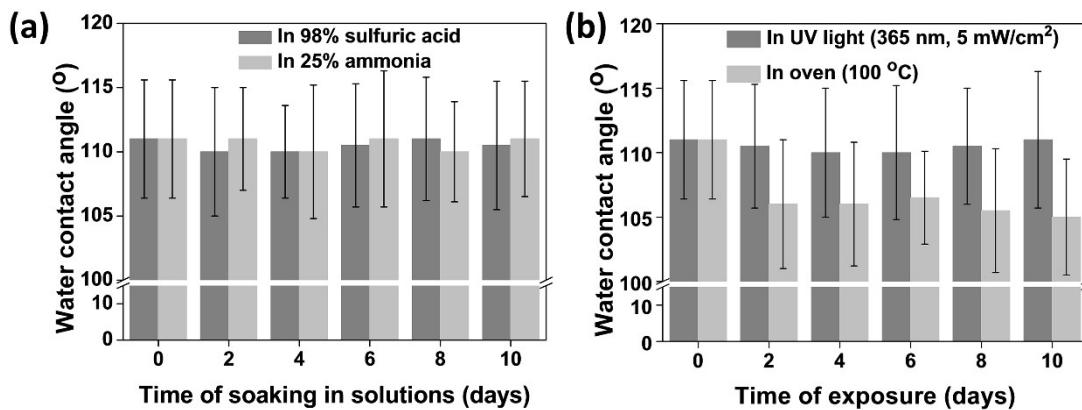 (a)
Water contact angle (º)
120
115
110
105
100
10
0
In 98% sulfuric acid
In 25% ammonia
0 2 4 6 8 10
Time of soaking in solutions (days)
(b)
Water contact angle (º)
120
115
110
105
100
10
0
In UV light (365 nm, 5 mW/cm²)
In oven (100 ºC)
0 2 4 6 8 10
Time of exposure (days)